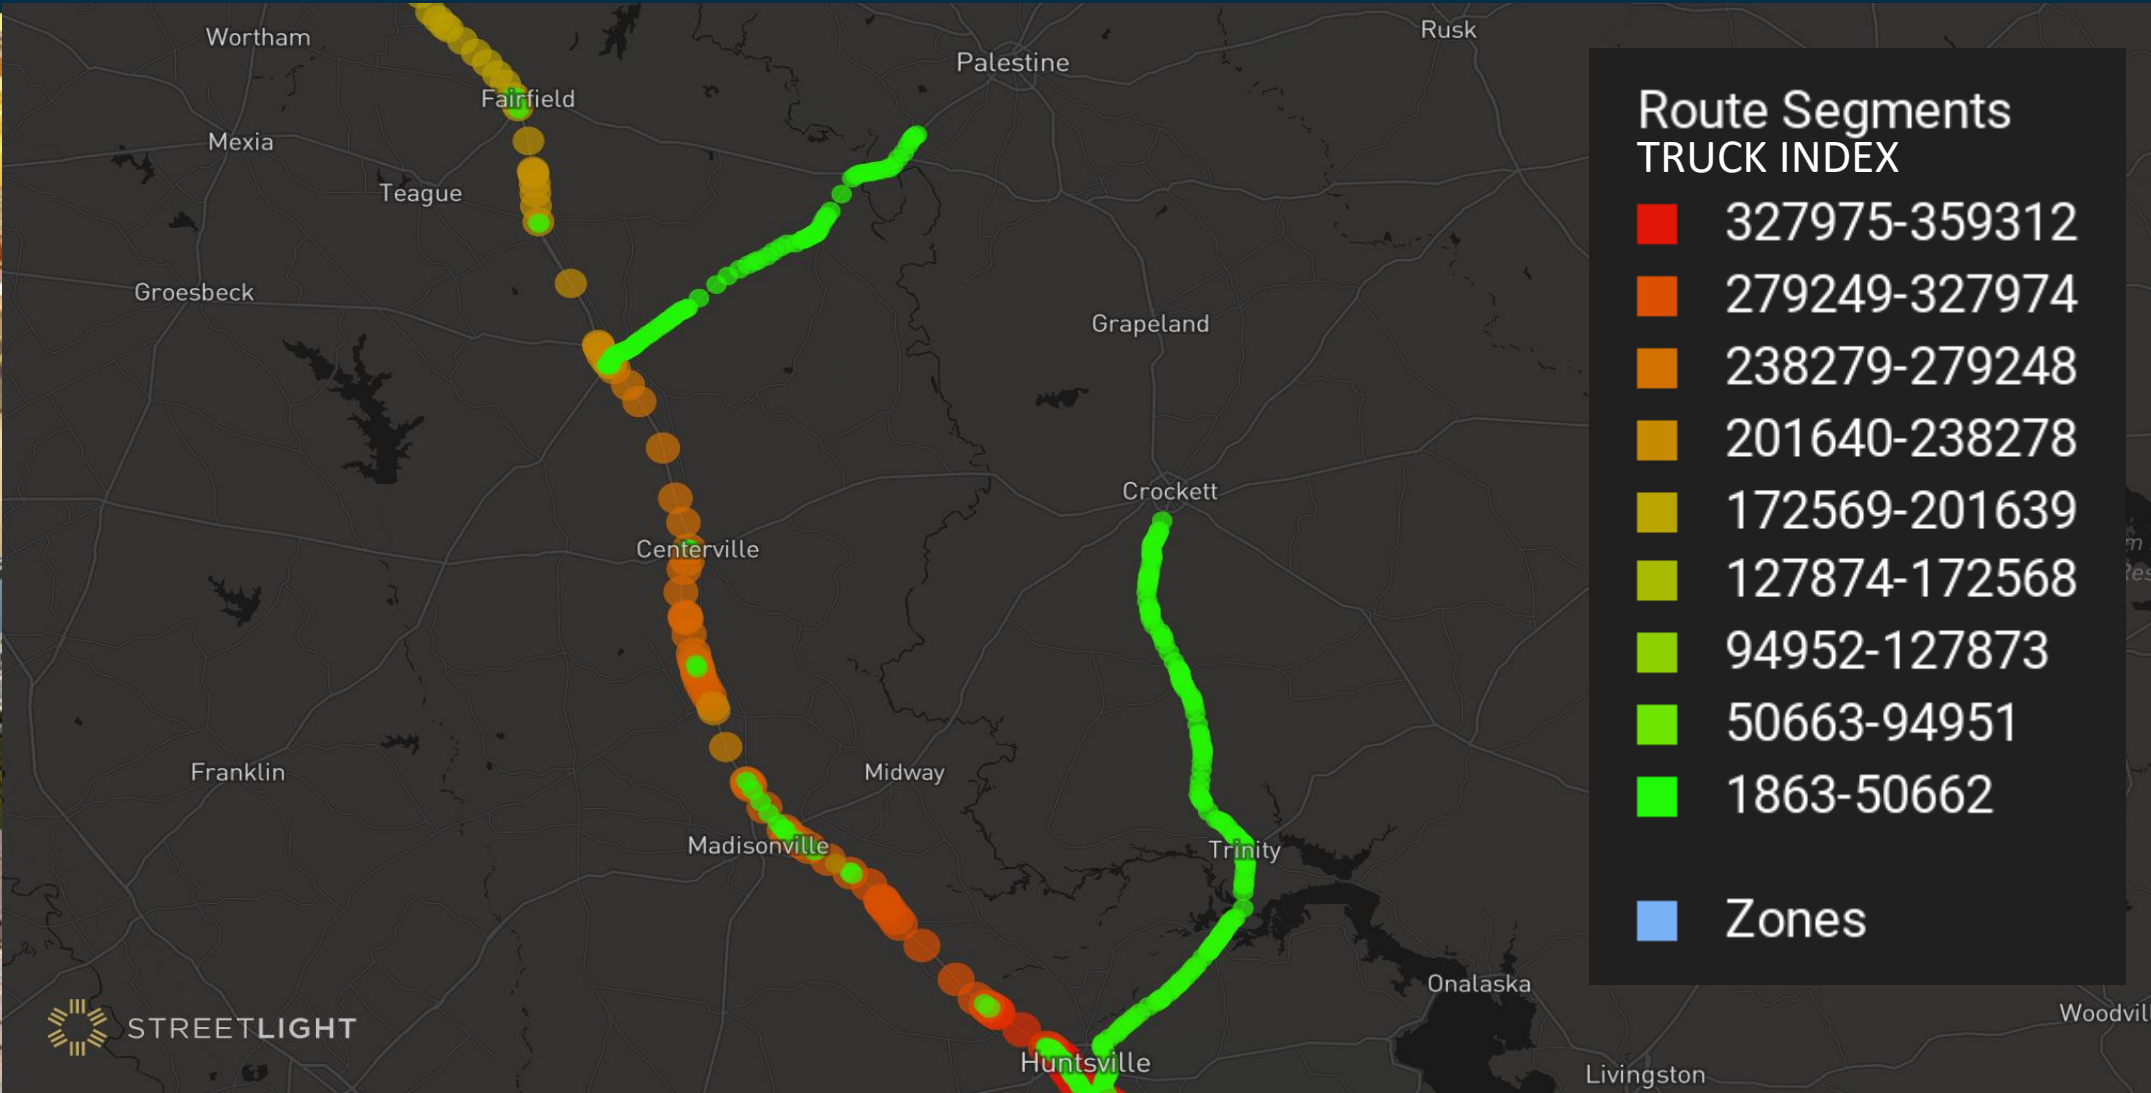 Wortham
Rusk
Palestine
Fairfield
Mexia
Teague
Groesbeck
Grapeland
Crockett
Centerville
Franklin
Midway
Madisonville
Trinity
Onalaska
Huntsville
Livingston
Woodvil
m
Res
Route Segments
TRUCK INDEX
327975-359312
279249-327974
238279-279248
201640-238278
172569-201639
127874-172568
94952-127873
50663-94951
1863-50662
Zones
STREETLIGHT